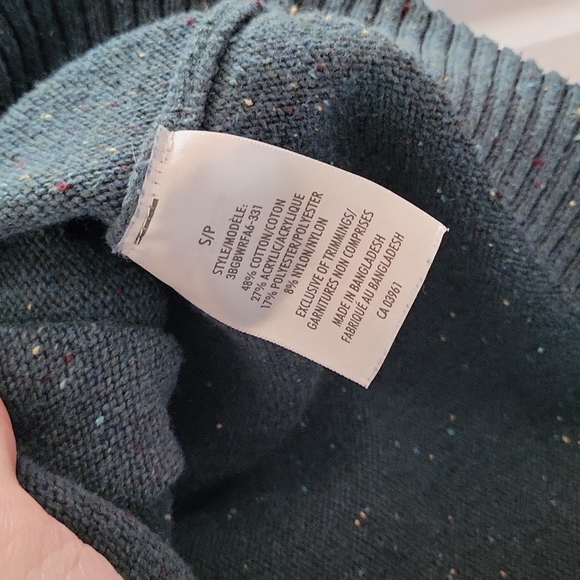 S/P
STYLE/MODÈLE:
3BGBWRFA6-331
48% COTTON/COTON
27% ACRYLIC/ACRYLIQUE
17% POLYESTER/POLYESTER
8% NYLON/NYLON
EXCLUSIVE OF TRIMMINGS/
GARNITURES NON COMPRISES
MADE IN BANGLADESH
FABRIQUÉ AU BANGLADESH
CA 03961